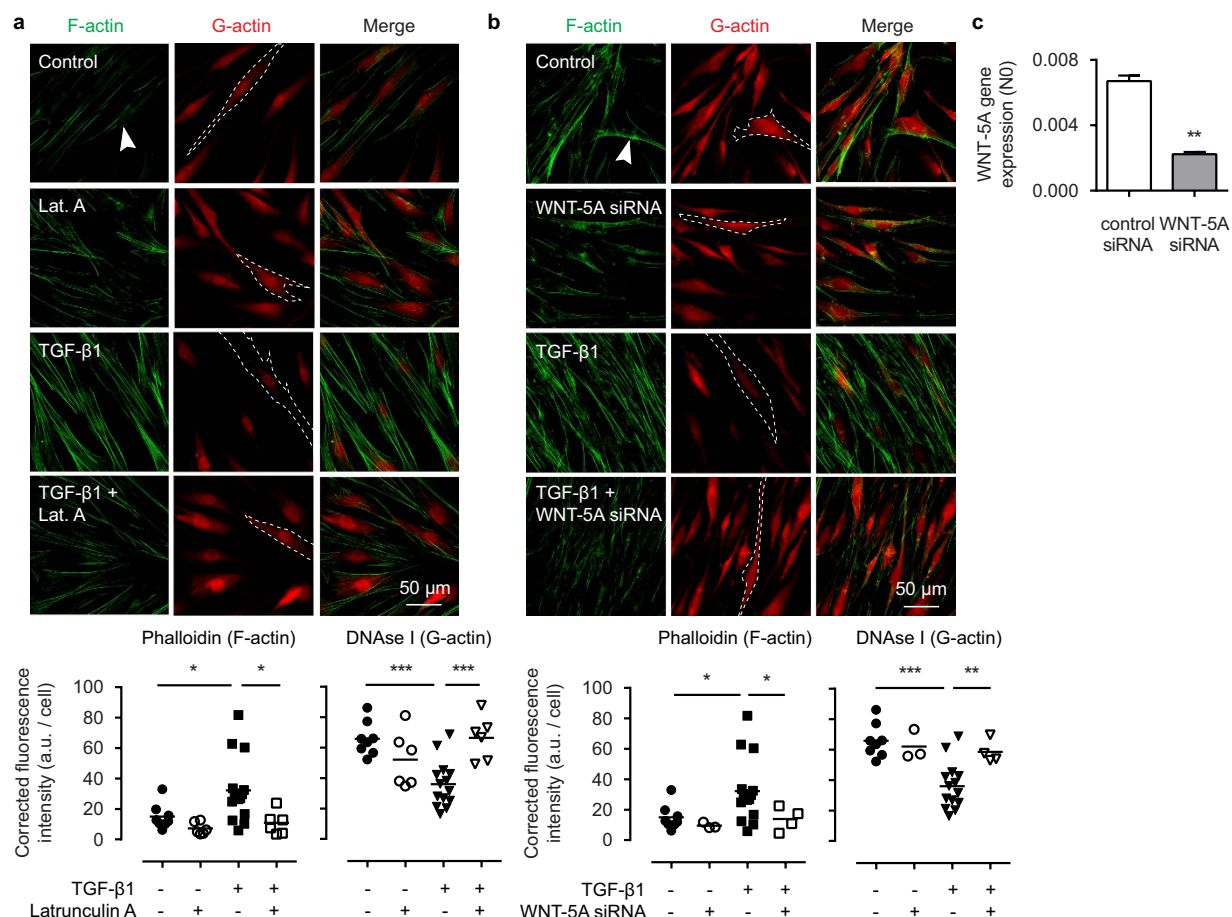 a
F-actin G-actin Merge
Control
Lat. A
TGF-β1
TGF-β1 +
Lat. A
50 μm
Phalloidin (F-actin) DNAse I (G-actin)
* * *** ***
Corrected fluorescence
intensity (a.u. / cell)
100
80
60
40
20
0
TGF-β1 - - + + - - + +
Latrunculin A - + - + - + - +
b
F-actin G-actin Merge
Control
WNT-5A siRNA
TGF-β1
TGF-β1 +
WNT-5A siRNA
50 μm
Phalloidin (F-actin) DNAse I (G-actin)
* * *** **
Corrected fluorescence
intensity (a.u. / cell)
100
80
60
40
20
0
TGF-β1 - - + + - - + +
WNT-5A siRNA - + - + - + - +
c
WNT-5A gene
expression (N0)
0.008
0.004
0.000
**
control WNT-5A
siRNA siRNA